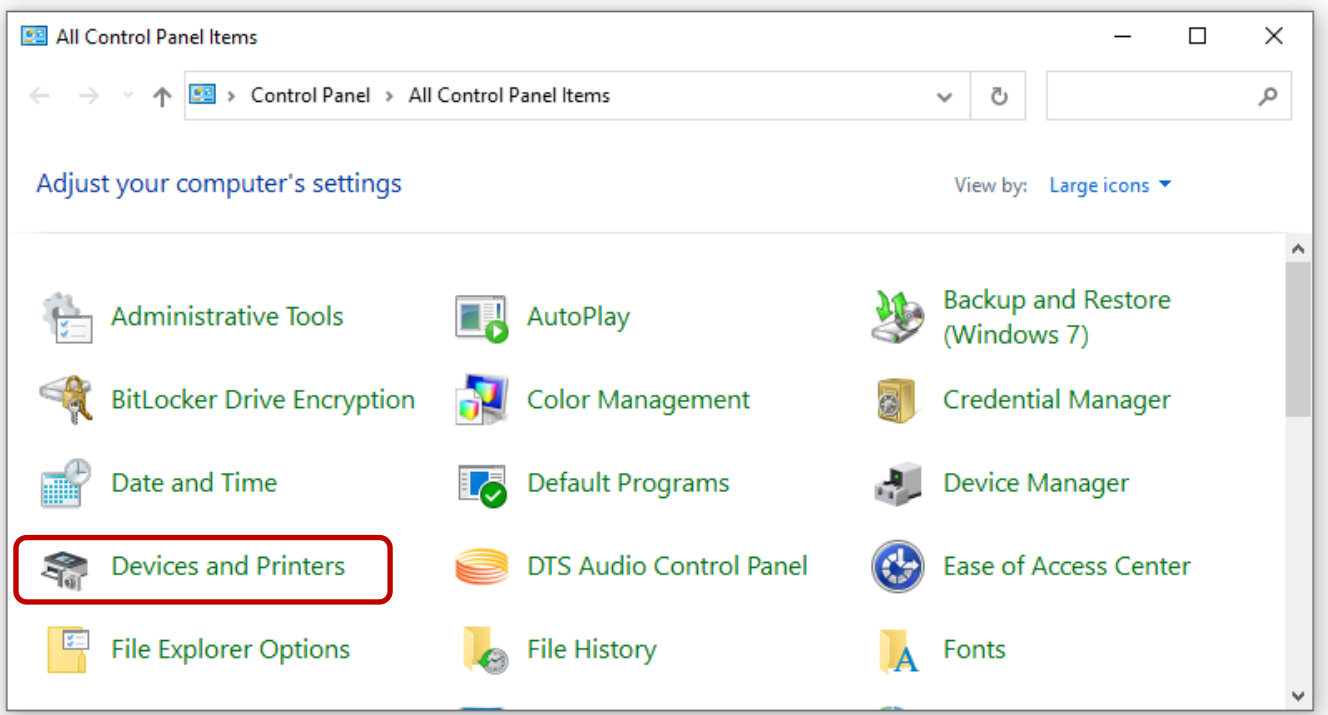 All Control Panel Items
Control Panel > All Control Panel Items
Adjust your computer's settings
View by: Large icons
Administrative Tools
AutoPlay
Backup and Restore
(Windows 7)
BitLocker Drive Encryption
Color Management
Credential Manager
Date and Time
Default Programs
Device Manager
Devices and Printers
DTS Audio Control Panel
Ease of Access Center
File Explorer Options
File History
Fonts